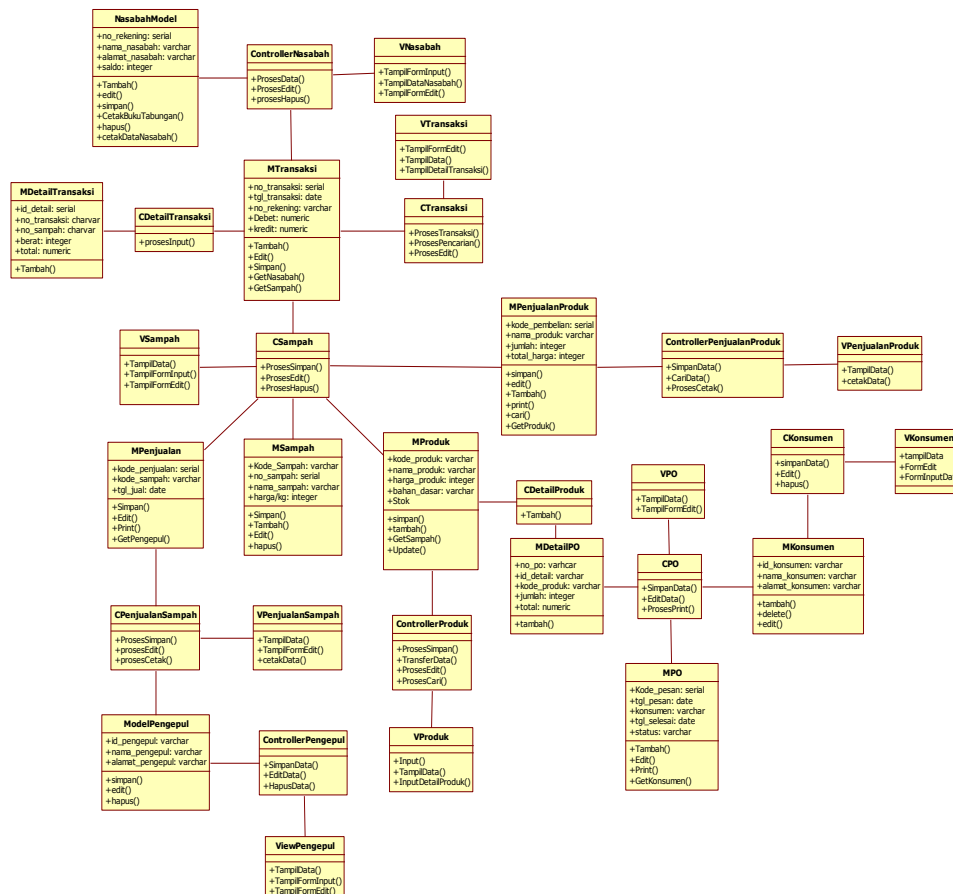 NasabahModel
+no_rekening: serial
+nama_nasabah: varchar
+alamat_nasabah: varchar
+saldo: integer
+Tambah()
+edit()
+simpan()
+CetakBukuTabungan()
+hapus()
+cetakDataNasabah()
ControllerNasabah
+ProsesData()
+ProsesEdit()
+prosesHapus()
VNasabah
+TampilFormInput()
+TampilDataNasabah()
+TampilFormEdit()
VTransaksi
+TampilFormEdit()
+TampilData()
+TampilDetailTransaksi()
MTransaksi
+no_transaksi: serial
+tgl_transaksi: date
+no_rekening: varchar
+Debet: numeric
+kredit: numeric
+Tambah()
+Edit()
+Simpan()
+GetNasabah()
+GetSampah()
MDetailTransaksi
+id_detail: serial
+no_transaksi: charvar
+no_sampah: charvar
+berat: integer
+total: numeric
+Tambah()
CDetailTransaksi
+prosesInput()
CTransaksi
+ProsesTransaksi()
+ProsesPencarian()
+ProsesEdit()
MPenjualanProduk
+kode_pembelian: serial
+nama_produk: varchar
+jumlah: integer
+total_harga: integer
+simpan()
+edit()
+Tambah()
+print()
+cari()
+GetProduk()
VSampah
+TampilData()
+TampilFormInput()
+TampilFormEdit()
CSampah
+ProsesSimpan()
+ProsesEdit()
+ProsesHapus()
ControllerPenjualanProduk
+SimpanData()
+CariData()
+ProsesCetak()
VPenjualanProduk
+TampilData()
+cetakData()
MPenjualan
+kode_penjualan: serial
+kode_sampah: varchar
+tgl_jual: date
+Simpan()
+Edit()
+Print()
+GetPengepul()
MSampah
+Kode_Sampah: varchar
+no_sampah: serial
+nama_sampah: varchar
+harga/kg: integer
+Simpan()
+Tambah()
+Edit()
+hapus()
MProduk
+kode_produk: varchar
+nama_produk: varchar
+harga_produk: integer
+bahan_dasar: varchar
+Stok
+simpan()
+tambah()
+GetSampah()
+Update()
CKonsumen
+simpanData()
+Edit()
+hapus()
VKonsumen
+tampilData
+FormEdit
+FormInputData
VPO
+TampilData()
+TampilFormEdit()
CDetailProduk
+Tambah()
MDetailPO
+no_po: varhcar
+id_detail: varchar
+kode_produk: varchar
+jumlah: integer
+total: numeric
+tambah()
CPO
+SimpanData()
+EditData()
+ProsesPrint()
MKonsumen
+id_konsumen: varchar
+nama_konsumen: varchar
+alamat_konsumen: varchar
+tambah()
+delete()
+edit()
CPenjualanSampah
+ProsesSimpan()
+prosesEdit()
+prosesCetak()
VPenjualanSampah
+TampilData()
+TampilFormEdit()
+cetakData()
ControllerProduk
+ProsesSimpan()
+TransferData()
+ProsesEdit()
+ProsesCari()
MPO
+Kode_pesan: serial
+tgl_pesan: date
+konsumen: varchar
+tgl_selesai: date
+status: varchar
+Tambah()
+Edit()
+Print()
+GetKonsumen()
ModelPengepul
+id_pengepul: varchar
+nama_pengepul: varchar
+alamat_pengepul: varchar
+simpan()
+edit()
+hapus()
ControllerPengepul
+SimpanData()
+EditData()
+HapusData()
VProduk
+Input()
+TampilData()
+InputDetailProduk()
ViewPengepul
+TampilData()
+TampilFormInput()
+TampilFormEdit()